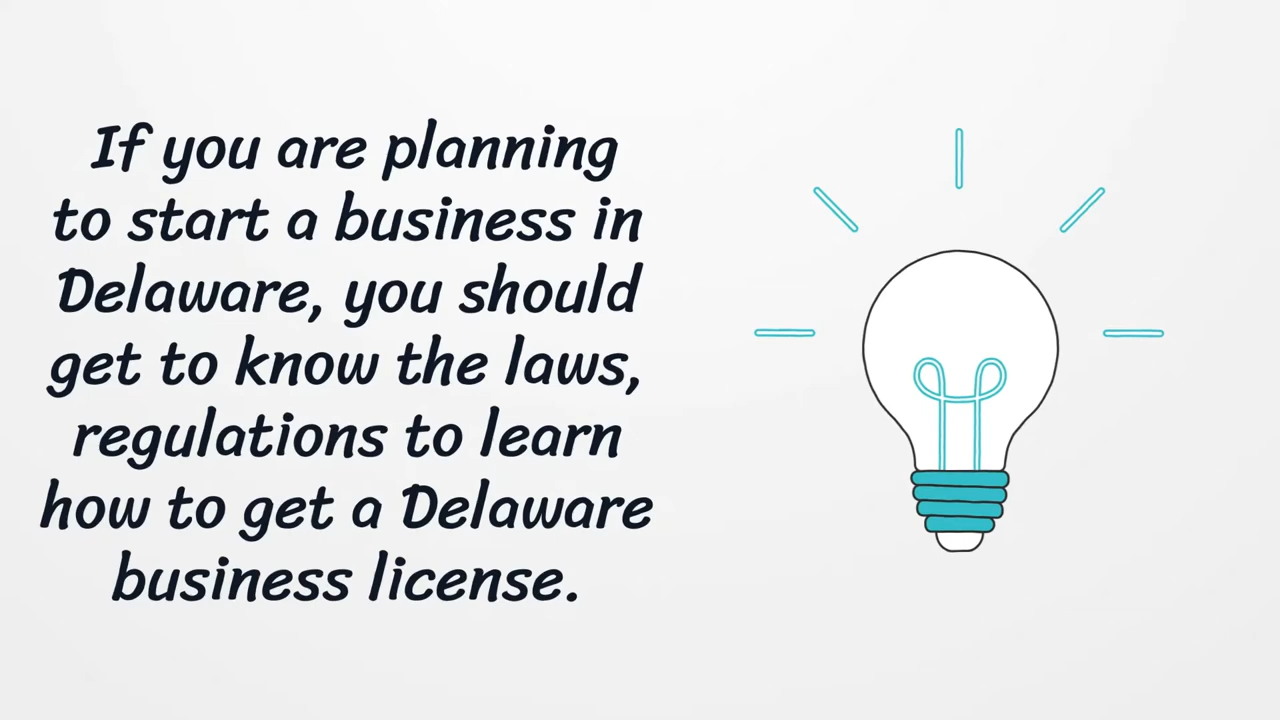 If you are planning
to start a business in
Delaware, you should
get to know the laws,
regulations to learn
how to get a Delaware
business license.